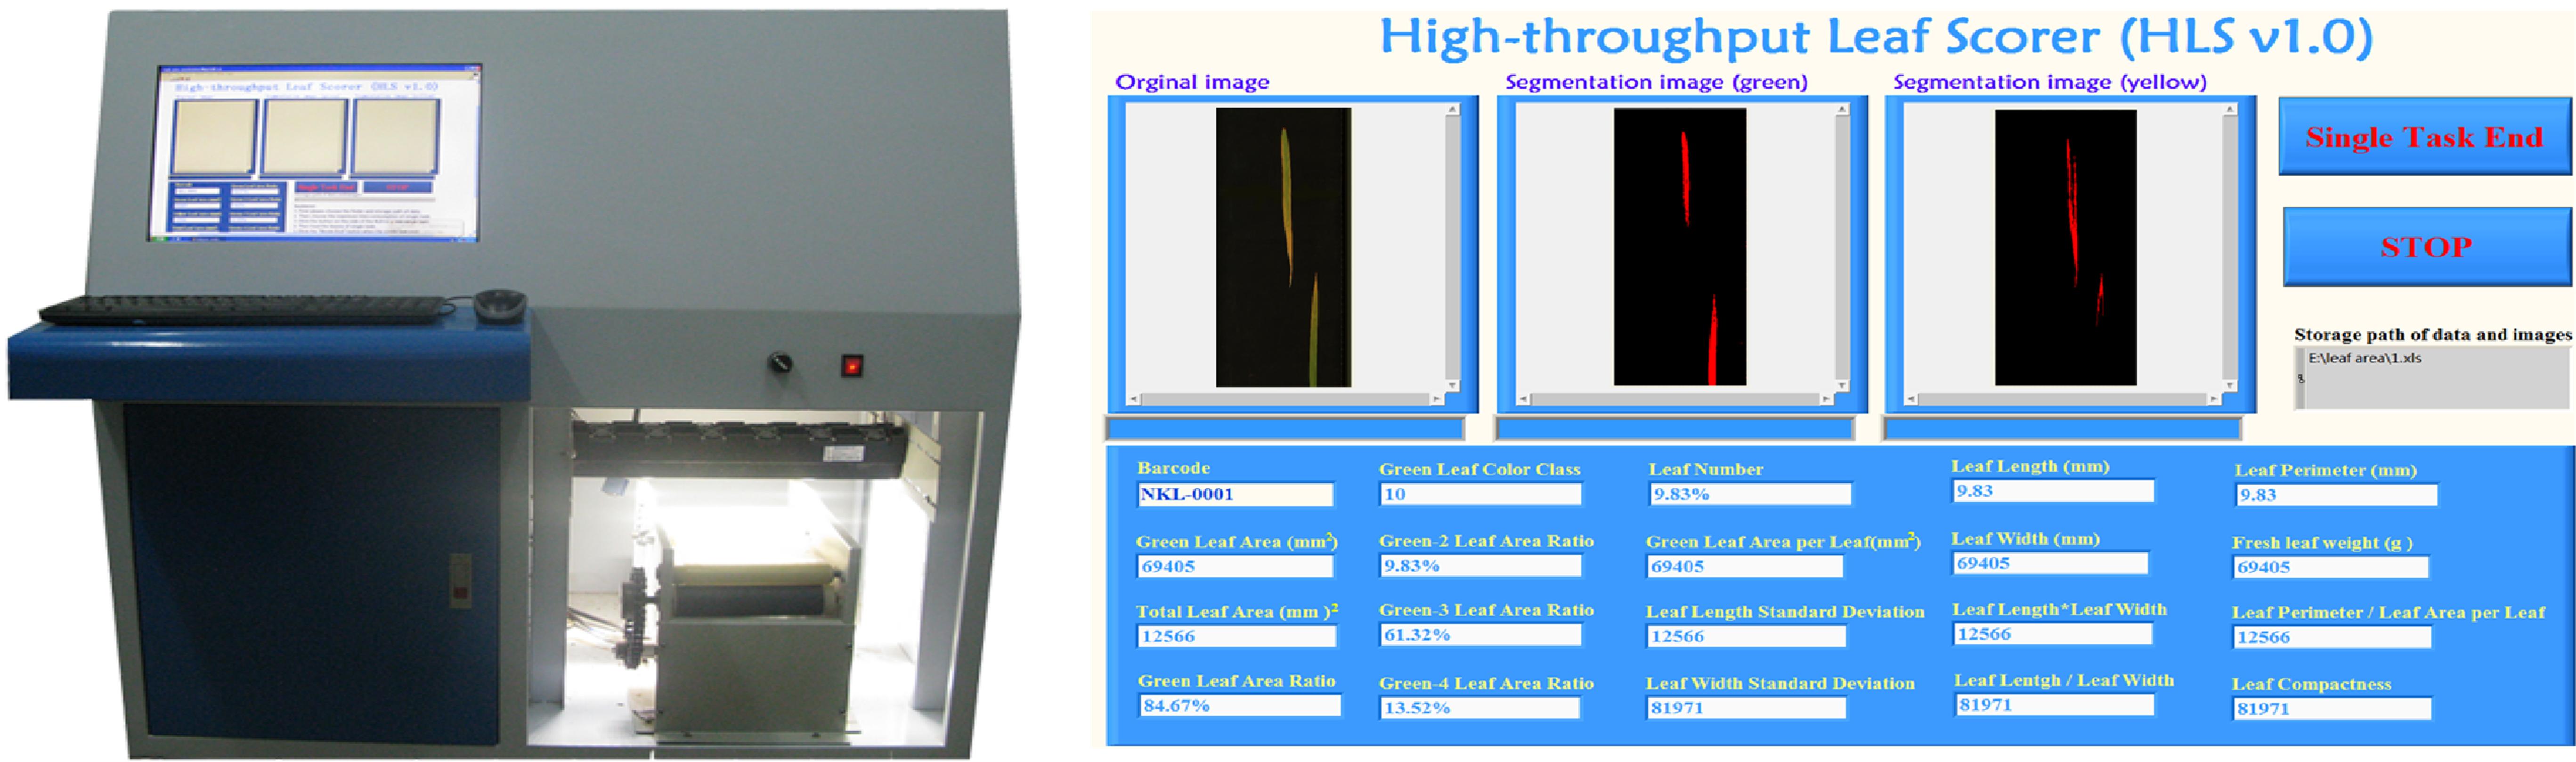 High-throughput Leaf Scorer (HLS v1.0)
Single Task End
STOP
High-throughput Leaf Scorer (HLS v1.0)
Orginal image
Segmentation image (green)
Segmentation image (yellow)
Single Task End
STOP
Storage path of data and images
E:\leaf area\1.xls
Barcode
NKL-0001
Green Leaf Color Class
10
Leaf Number
9.83%
Leaf Length (mm)
9.83
Leaf Perimeter (mm)
9.83
Green Leaf Area (mm²)
69405
Green-2 Leaf Area Ratio
9.83%
Green Leaf Area per Leaf(mm²)
69405
Leaf Width (mm)
69405
Fresh leaf weight (g )
69405
Total Leaf Area (mm )²
12566
Green-3 Leaf Area Ratio
61.32%
Leaf Length Standard Deviation
12566
Leaf Length*Leaf Width
12566
Leaf Perimeter / Leaf Area per Leaf
12566
Green Leaf Area Ratio
84.67%
Green-4 Leaf Area Ratio
13.52%
Leaf Width Standard Deviation
81971
Leaf Lentgh / Leaf Width
81971
Leaf Compactness
81971